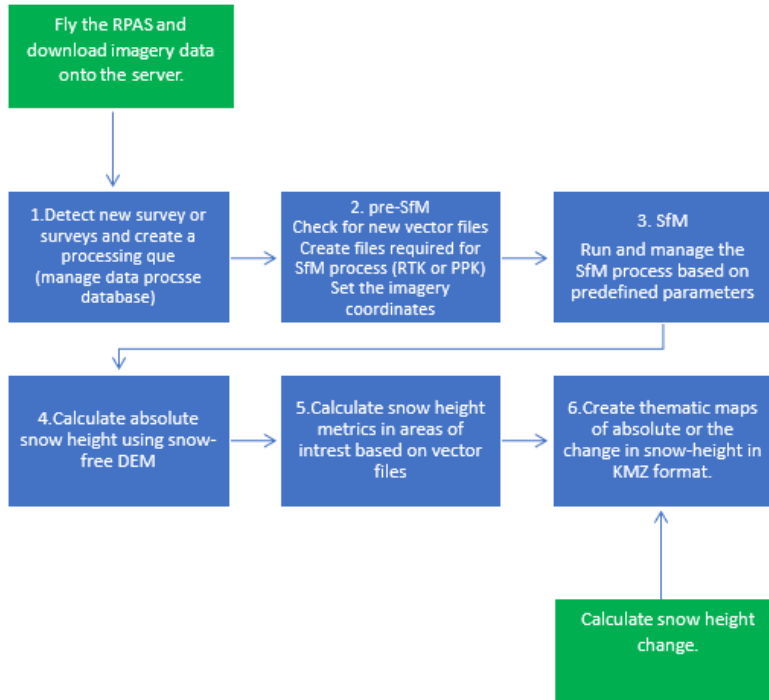 Fly the RPAS and
download imagery data
onto the server.
1.Detect new survey or
surveys and create a
processing que
(manage data procsse
database)
2. pre-SfM
Check for new vector files
Create files required for
SfM process (RTK or PPK)
Set the imagery
coordinates
3. SfM
Run and manage the
SfM process based on
predefined parameters
4.Calculate absolute
snow height using snow-
free DEM
5.Calculate snow height
metrics in areas of
intrest based on vector
files
6.Create thematic maps
of absolute or the
change in snow-height in
KMZ format.
Calculate snow height
change.